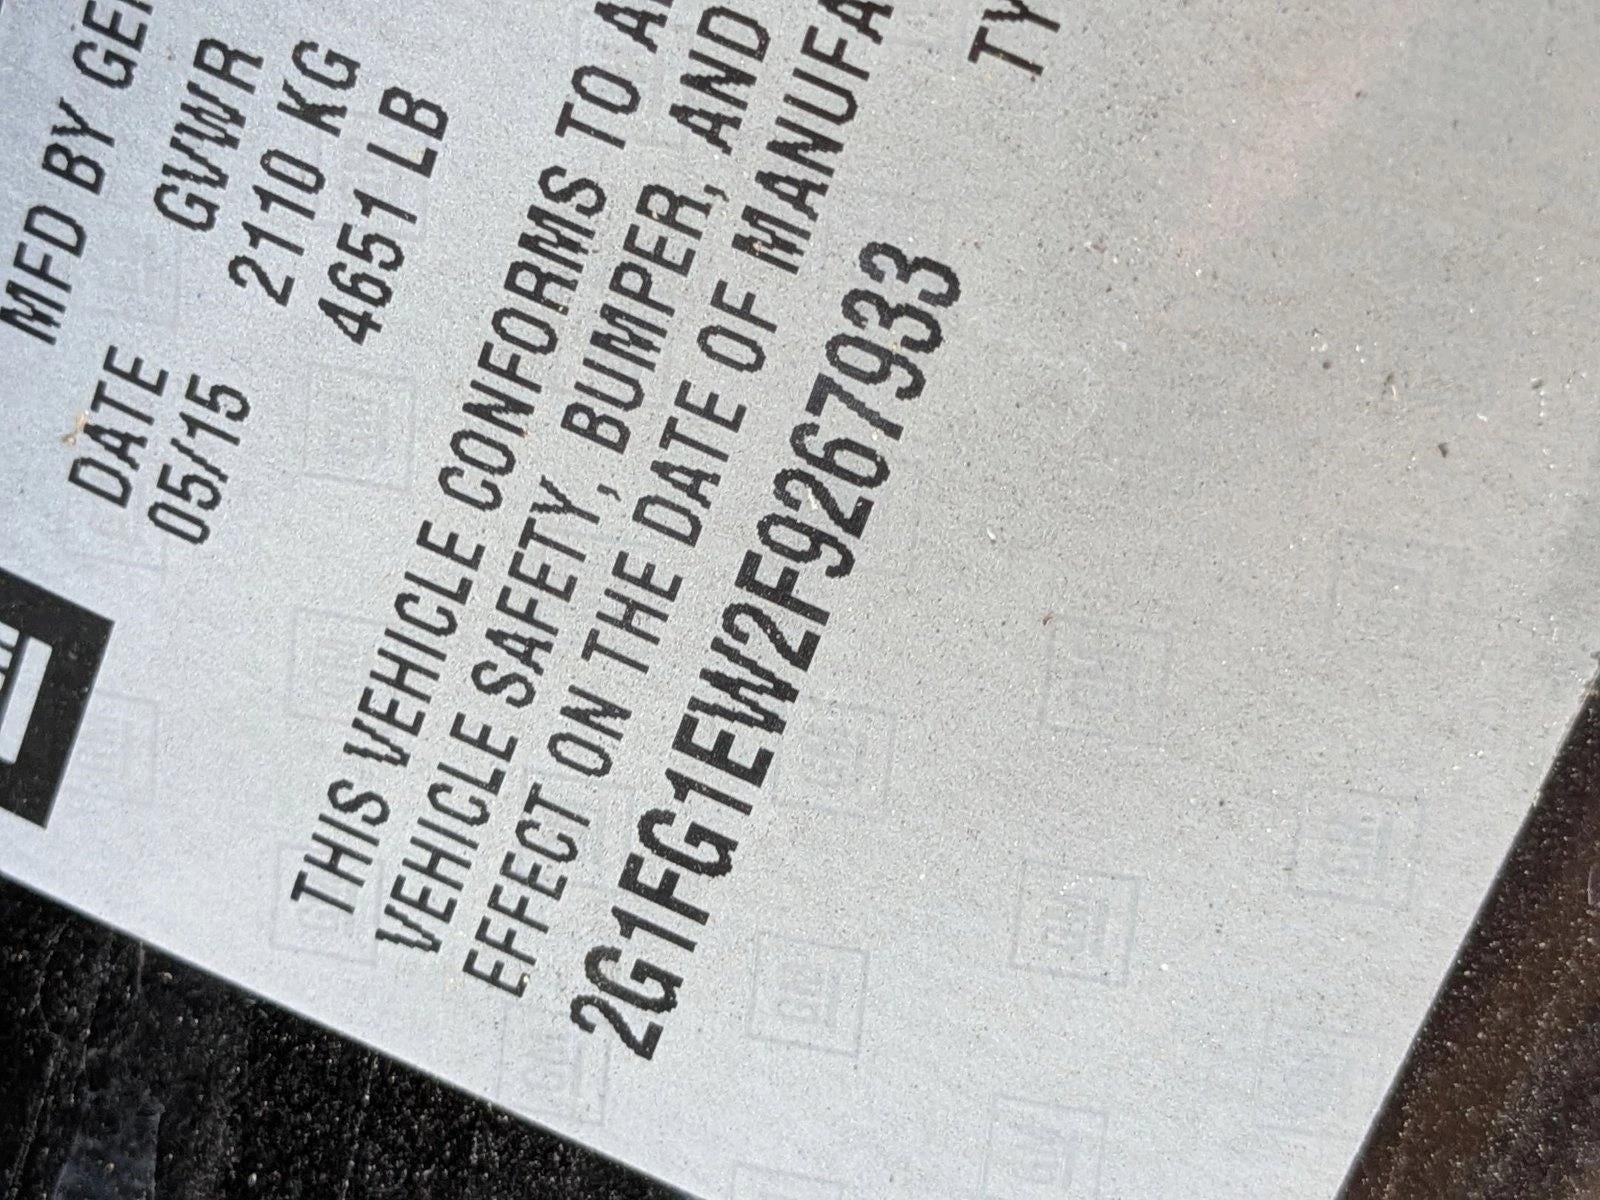 MFD BY GE
DATE GVWR
05/15 2110 KG
4651 LB
THIS VEHICLE CONFORMS TO A
VEHICLE SAFETY, BUMPER, AND
EFFECT ON THE DATE OF MANUFA
2G1FG1EW2F9267933
TY